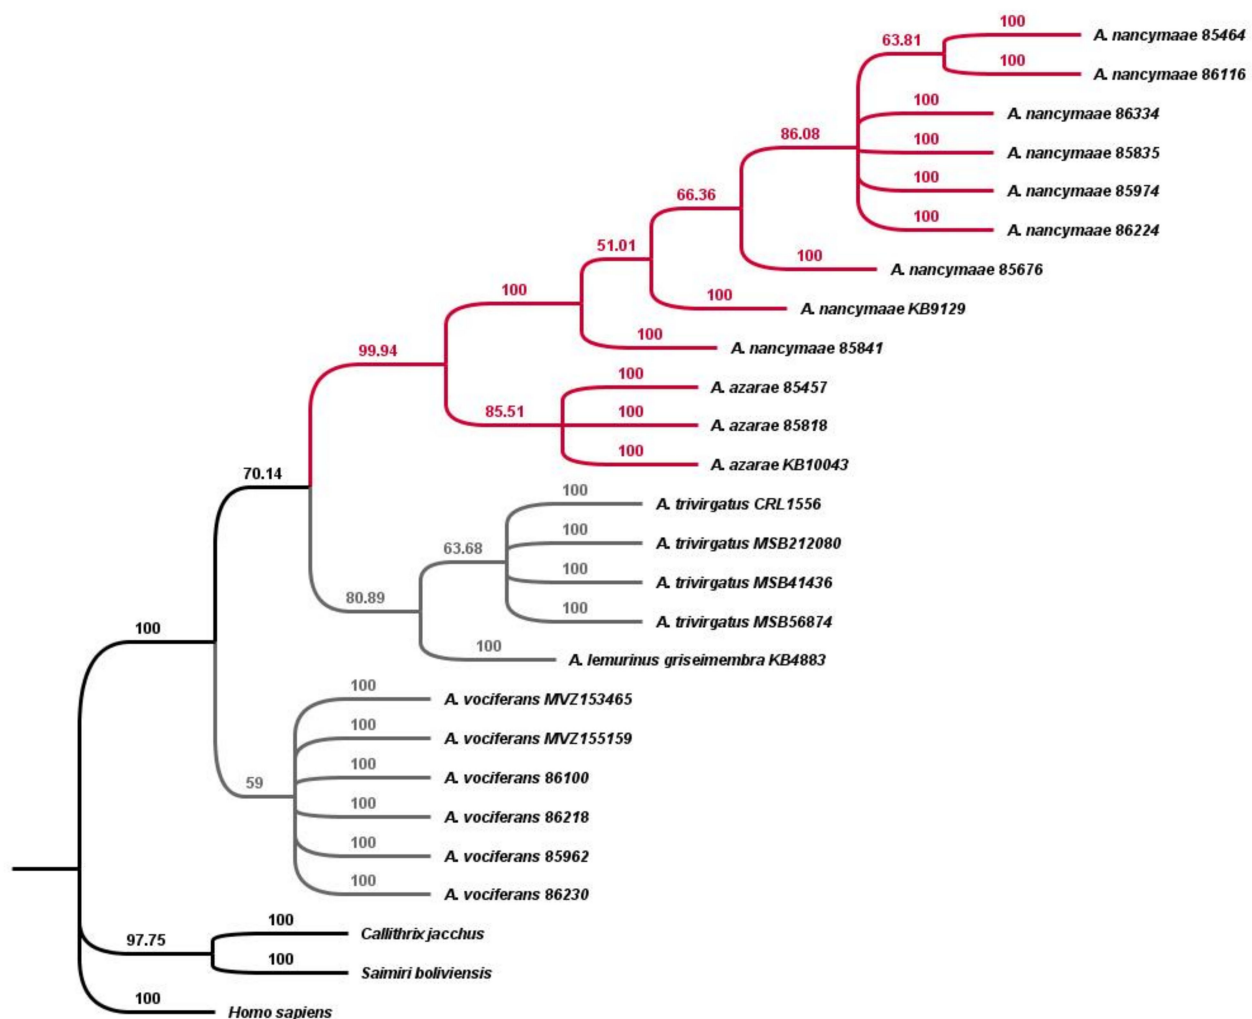 100
63.81
A. nancymaae 85464
100
A. nancymaae 86116
100
A. nancymaae 86334
86.08
100
A. nancymaae 85835
100
A. nancymaae 85974
66.36
100
A. nancymaae 86224
51.01
100
A. nancymaae 85676
100
100
A. nancymaae KB9129
99.94
100
A. nancymaae 85841
100
A. azarae 85457
85.51
100
A. azarae 85818
100
A. azarae KB10043
70.14
100
A. trivirgatus CRL1556
100
A. trivirgatus MSB212080
63.68
100
A. trivirgatus MSB41436
80.89
100
A. trivirgatus MSB56874
100
100
A. lemurinus griseimembra KB4883
100
A. vociferans MVZ153465
100
A. vociferans MVZ155159
100
A. vociferans 86100
59
100
A. vociferans 86218
100
A. vociferans 85962
100
A. vociferans 86230
97.75
100
Callithrix jacchus
100
Saimiri boliviensis
100
Homo sapiens